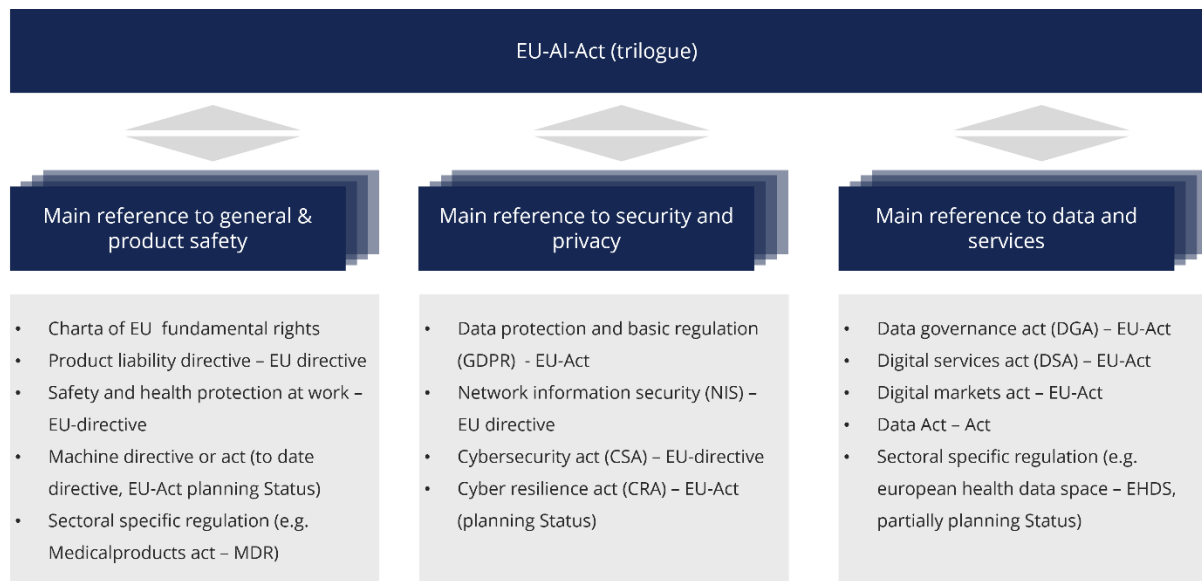 EU-AI-Act (trilogue)
Main reference to general &
product safety
• Charta of EU  fundamental rights
• Product liability directive – EU directive
• Safety and health protection at work –
EU-directive
• Machine directive or act (to date
directive, EU-Act planning Status)
• Sectoral specific regulation (e.g.
Medicalproducts act – MDR)
Main reference to security and
privacy
• Data protection and basic regulation
(GDPR)  - EU-Act
• Network information security (NIS) –
EU directive
• Cybersecurity act (CSA) – EU-directive
• Cyber resilience act (CRA) – EU-Act
(planning Status)
Main reference to data and
services
• Data governance act (DGA) – EU-Act
• Digital services act (DSA) – EU-Act
• Digital markets act – EU-Act
• Data Act – Act
• Sectoral specific regulation (e.g.
european health data space – EHDS,
partially planning Status)